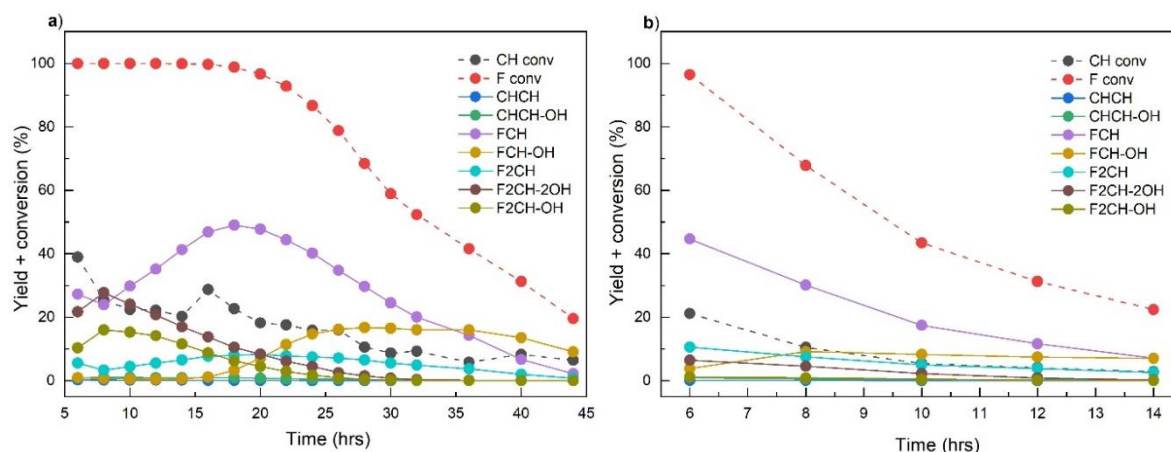 a)
Yield + conversion (%)
100
80
60
40
20
0
5 10 15 20 25 30 35 40 45
Time (hrs)
CH conv
F conv
CHCH
CHCH-OH
FCH
FCH-OH
F2CH
F2CH-2OH
F2CH-OH
b)
Yield + conversion (%)
100
80
60
40
20
0
6 7 8 9 10 11 12 13 14
Time (hrs)
CH conv
F conv
CHCH
CHCH-OH
FCH
FCH-OH
F2CH
F2CH-2OH
F2CH-OH